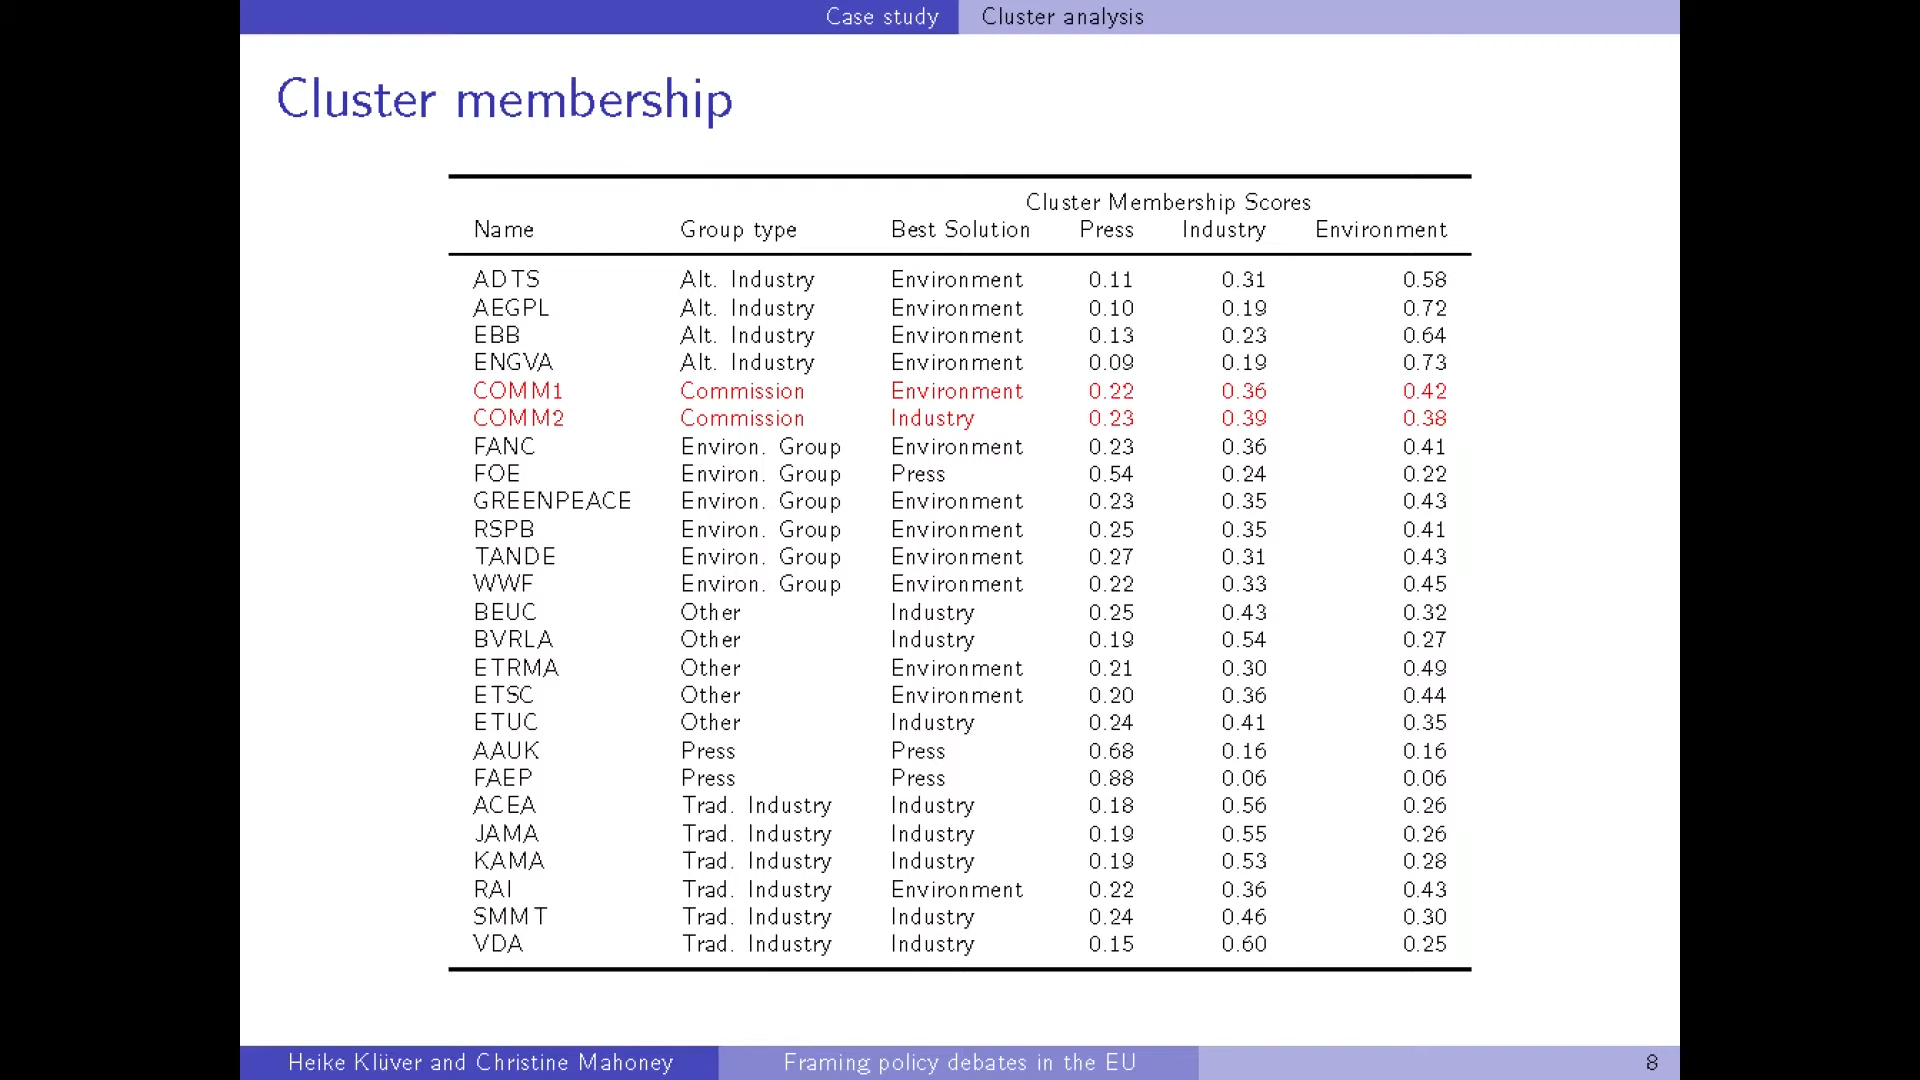 Case study Cluster analysis
Cluster membership
Cluster Membership Scores
Name Group type Best Solution Press Industry Environment
ADTS Alt. Industry Environment 0.11 0.31 0.58
AEGPL Alt. Industry Environment 0.10 0.19 0.72
EBB Alt. Industry Environment 0.13 0.23 0.64
ENGVA Alt. Industry Environment 0.09 0.19 0.73
COMM1 Commission Environment 0.22 0.36 0.42
COMM2 Commission Industry 0.23 0.39 0.38
FANC Environ. Group Environment 0.23 0.36 0.41
FOE Environ. Group Press 0.54 0.24 0.22
GREENPEACE Environ. Group Environment 0.23 0.35 0.43
RSPB Environ. Group Environment 0.25 0.35 0.41
TANDE Environ. Group Environment 0.27 0.31 0.43
WWF Environ. Group Environment 0.22 0.33 0.45
BEUC Other Industry 0.25 0.43 0.32
BVRLA Other Industry 0.19 0.54 0.27
ETRMA Other Environment 0.21 0.30 0.49
ETSC Other Environment 0.20 0.36 0.44
ETUC Other Industry 0.24 0.41 0.35
AAUK Press Press 0.68 0.16 0.16
FAEP Press Press 0.88 0.06 0.06
ACEA Trad. Industry Industry 0.18 0.56 0.26
JAMA Trad. Industry Industry 0.19 0.55 0.26
KAMA Trad. Industry Industry 0.19 0.53 0.28
RAI Trad. Industry Environment 0.22 0.36 0.43
SMMT Trad. Industry Industry 0.24 0.46 0.30
VDA Trad. Industry Industry 0.15 0.60 0.25
Heike Klüver and Christine Mahoney Framing policy debates in the EU 8